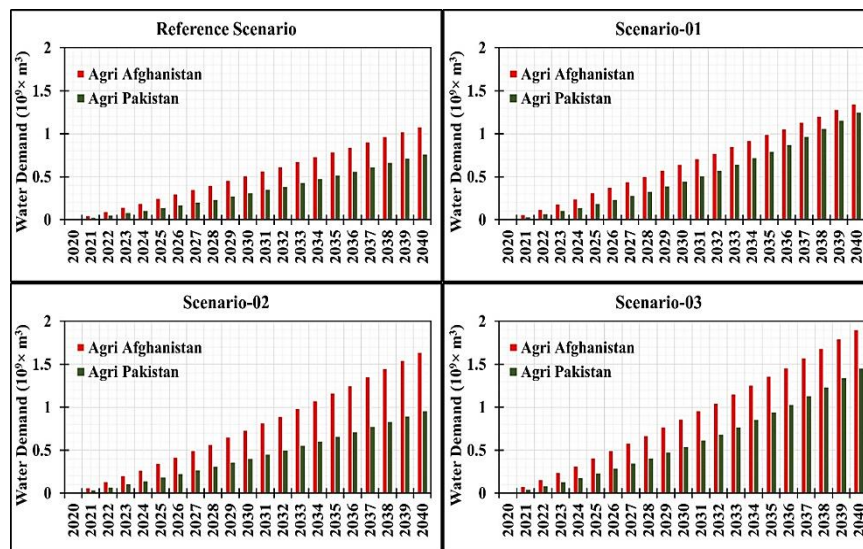 Reference Scenario
Water Demand (10⁹× m³)
2
1.5
1
0.5
0
Agri Afghanistan
Agri Pakistan
2020 2021 2022 2023 2024 2025 2026 2027 2028 2029 2030 2031 2032 2033 2034 2035 2036 2037 2038 2039 2040
Scenario-01
Water Demand (10⁹× m³)
2
1.5
1
0.5
0
Agri Afghanistan
Agri Pakistan
2020 2021 2022 2023 2024 2025 2026 2027 2028 2029 2030 2031 2032 2033 2034 2035 2036 2037 2038 2039 2040
Scenario-02
Water Demand (10⁹× m³)
2
1.5
1
0.5
0
Agri Afghanistan
Agri Pakistan
2020 2021 2022 2023 2024 2025 2026 2027 2028 2029 2030 2031 2032 2033 2034 2035 2036 2037 2038 2039 2040
Scenario-03
Water Demand (10⁹× m³)
2
1.5
1
0.5
0
Agri Afghanistan
Agri Pakistan
2020 2021 2022 2023 2024 2025 2026 2027 2028 2029 2030 2031 2032 2033 2034 2035 2036 2037 2038 2039 2040